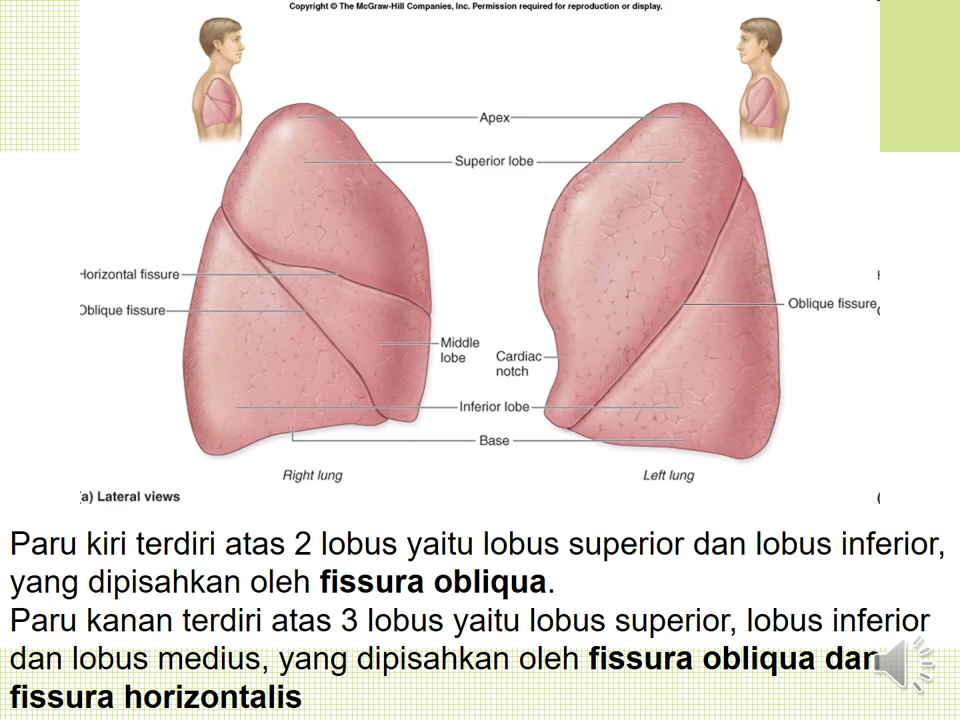 Copyright © The McGraw-Hill Companies, Inc. Permission required for reproduction or display.
Apex
Superior lobe
Horizontal fissure
Oblique fissure
Oblique fissure
Middle
lobe
Cardiac
notch
Inferior lobe
Base
Right lung
Left lung
(a) Lateral views
Paru kiri terdiri atas 2 lobus yaitu lobus superior dan lobus inferior,
yang dipisahkan oleh fissura obliqua.
Paru kanan terdiri atas 3 lobus yaitu lobus superior, lobus inferior
dan lobus medius, yang dipisahkan oleh fissura obliqua dan
fissura horizontalis